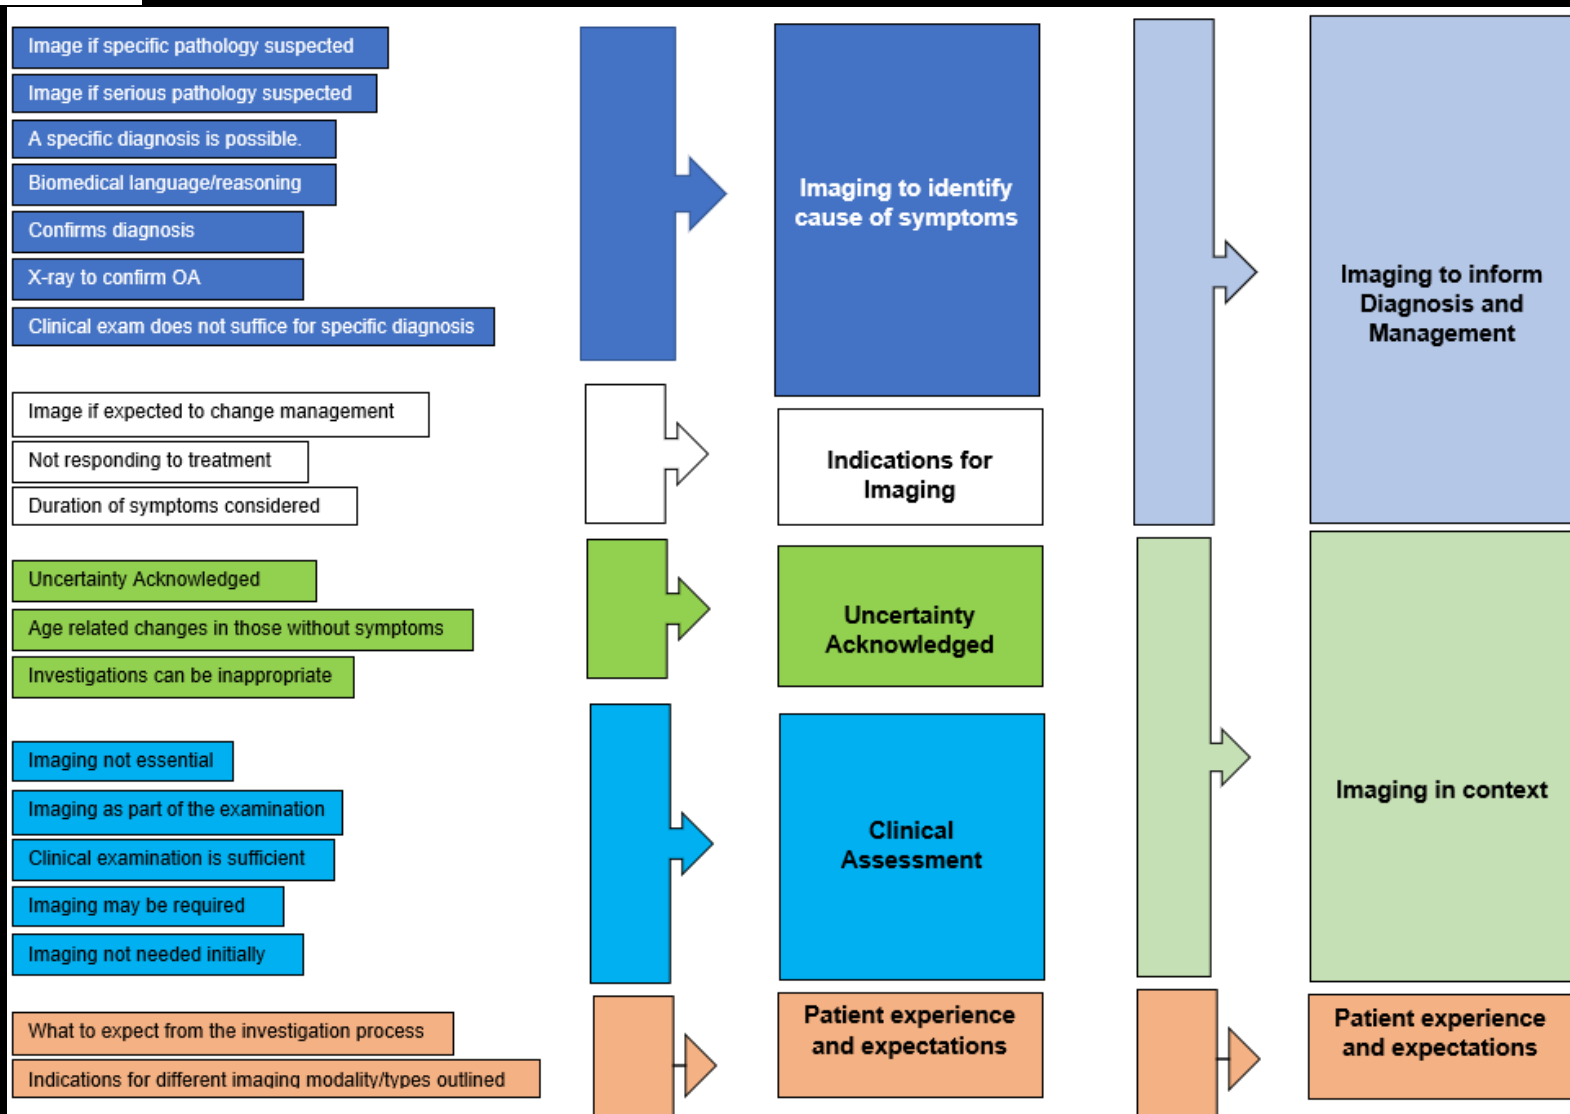 Image if specific pathology suspected
Image if serious pathology suspected
A specific diagnosis is possible.
Biomedical language/reasoning
Confirms diagnosis
X-ray to confirm OA
Clinical exam does not suffice for specific diagnosis
Image if expected to change management
Not responding to treatment
Duration of symptoms considered
Uncertainty Acknowledged
Age related changes in those without symptoms
Investigations can be inappropriate
Imaging not essential
Imaging as part of the examination
Clinical examination is sufficient
Imaging may be required
Imaging not needed initially
What to expect from the investigation process
Indications for different imaging modality/types outlined
Imaging to identify
cause of symptoms
Indications for
Imaging
Uncertainty
Acknowledged
Clinical
Assessment
Patient experience
and expectations
Imaging to inform
Diagnosis and
Management
Imaging in context
Patient experience
and expectations